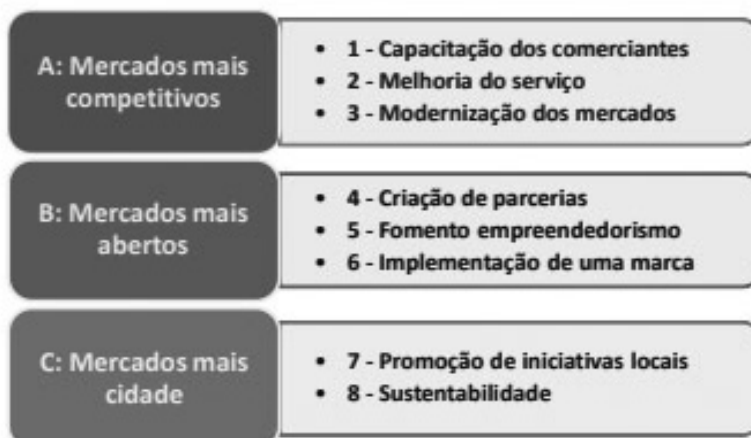 A: Mercados mais
competitivos
• 1 - Capacitação dos comerciantes
• 2 - Melhoria do serviço
• 3 - Modernização dos mercados
B: Mercados mais
abertos
• 4 - Criação de parcerias
• 5 - Fomento empreendedorismo
• 6 - Implementação de uma marca
C: Mercados mais
cidade
• 7 - Promoção de iniciativas locais
• 8 - Sustentabilidade